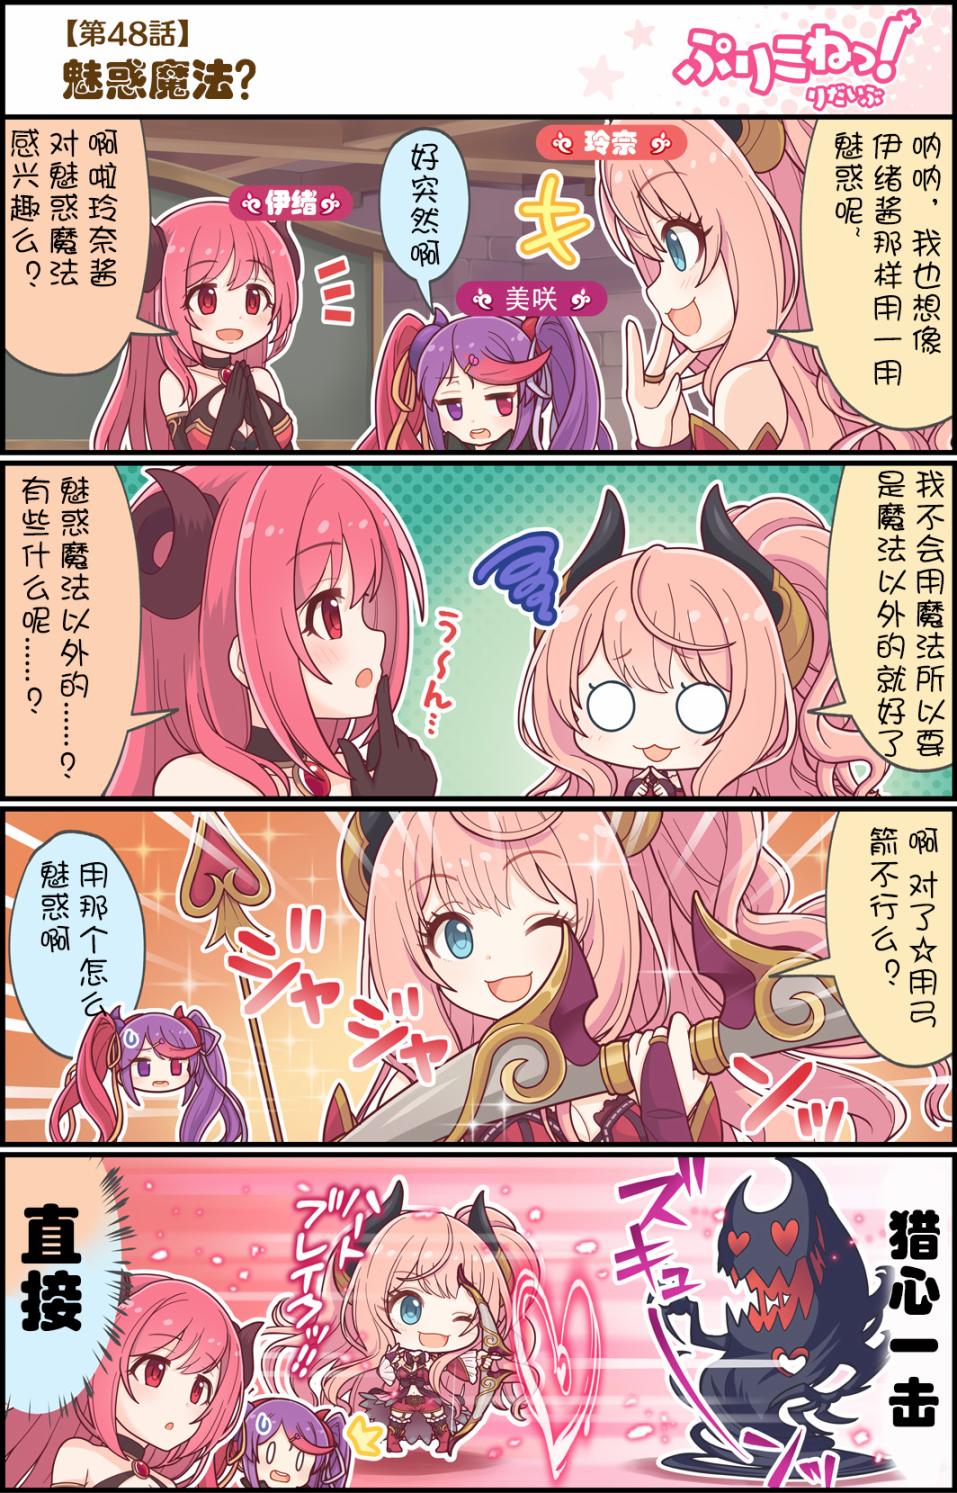 【第48話】
魅惑魔法?
ぷりこねっ!
りだいぶ
呐呐，我也想像
伊绪酱那样用一用
魅惑呢~
玲奈
好突然啊
美咲
伊绪
啊啦玲奈酱
对魅惑魔法
感兴趣么？
我不会用魔法所以要
是魔法以外的就好了
う～ん…
魅惑魔法以外的……？
有些什么呢……？
啊 对了☆用弓
箭不行么？
ジャ
ジャ
ンッ
用那个怎么
魅惑啊
猎心一击
ズキューンッ
ハート
ブレイク!!
直接